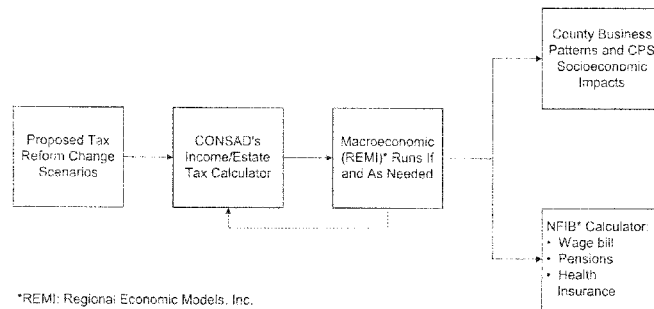 Proposed Tax
Reform Change
Scenarios
CONSAD's
Income/Estate
Tax Calculator
Macroeconomic
(REMI)* Runs If
and As Needed
County Business
Patterns and CPS
Socioeconomic
Impacts
NFIB* Calculator:
• Wage bill
• Pensions
• Health
Insurance
*REMI: Regional Economic Models, Inc.